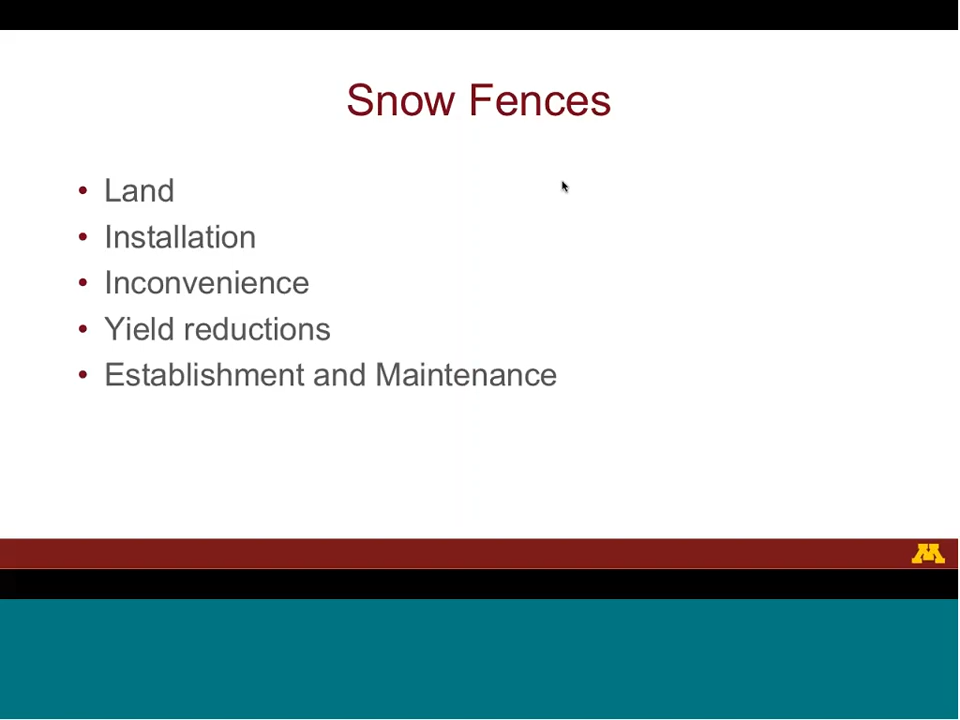 Snow Fences
• Land
• Installation
• Inconvenience
• Yield reductions
• Establishment and Maintenance
M